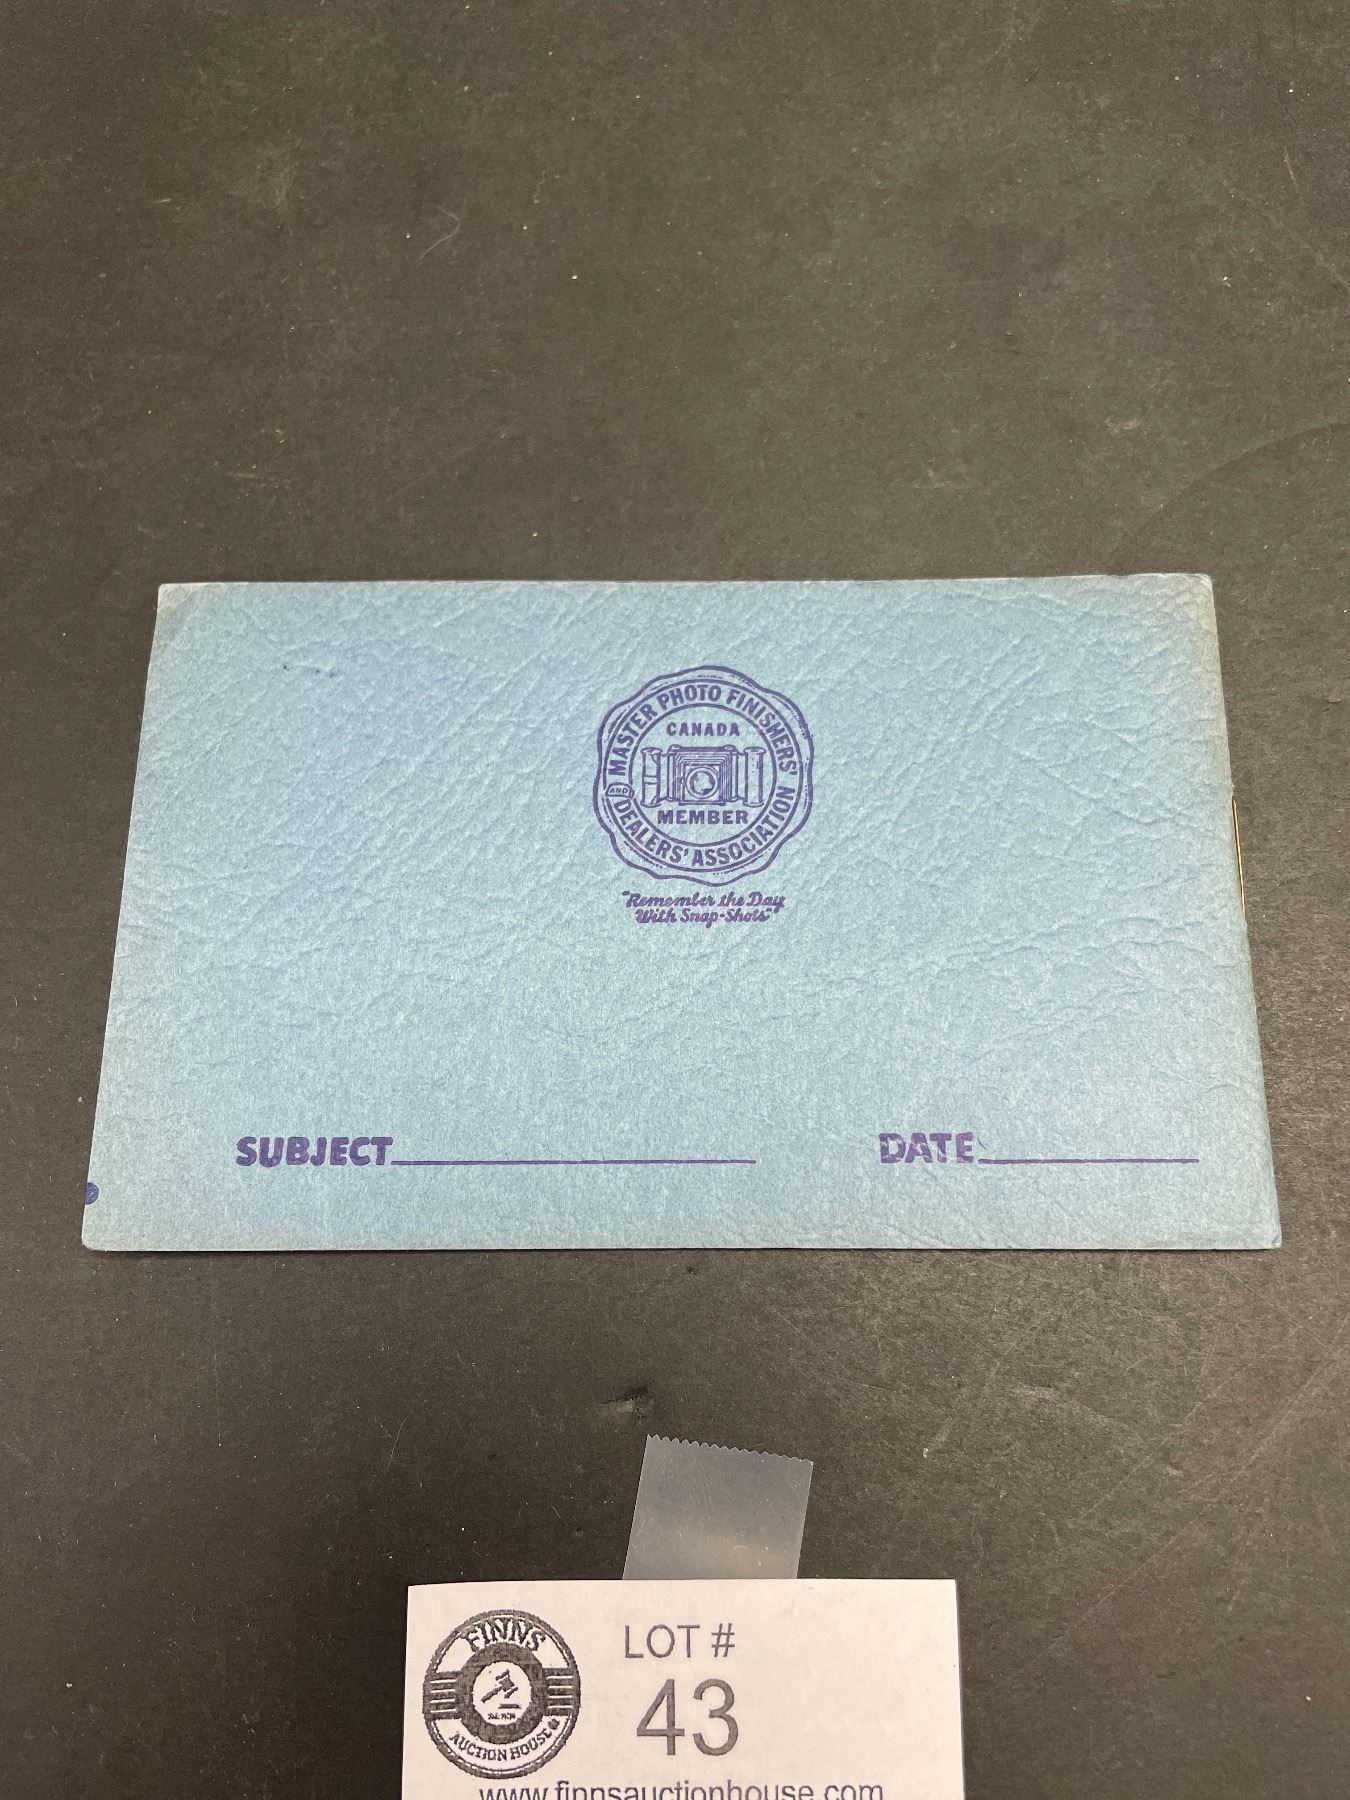 MASTER PHOTO FINISHERS'
AND
DEALERS' ASSOCIATION
CANADA
MEMBER
"Remember the Day
With Snap-Shots"
SUBJECT
DATE
FINNS
AUCTION HOUSE
LOT #
43
www.finnsauctionhouse.com